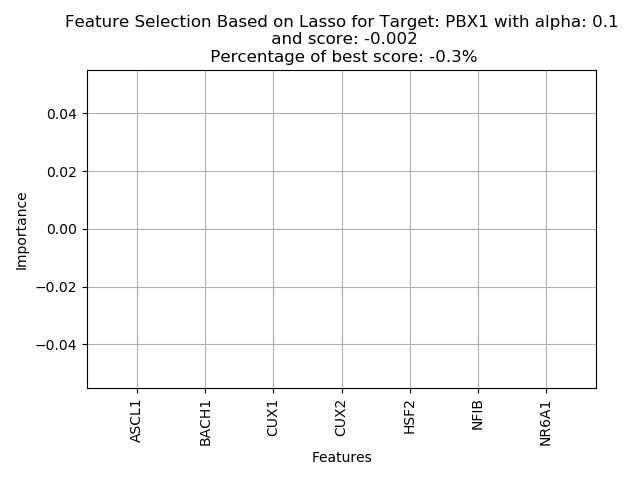 Feature Selection Based on Lasso for Target: PBX1 with alpha: 0.1
and score: -0.002
Percentage of best score: -0.3%
0.04
0.02
0.00
−0.02
−0.04
Importance
ASCL1
BACH1
CUX1
CUX2
HSF2
NFIB
NR6A1
Features